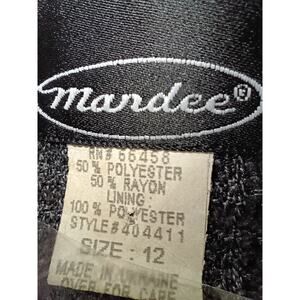 mandee®
RN# 66458
50% POLYESTER
50% RAYON
LINING:
100% POLYESTER
STYLE#404411
SIZE: 12
MADE IN UKRAINE
OVER FOR CARE